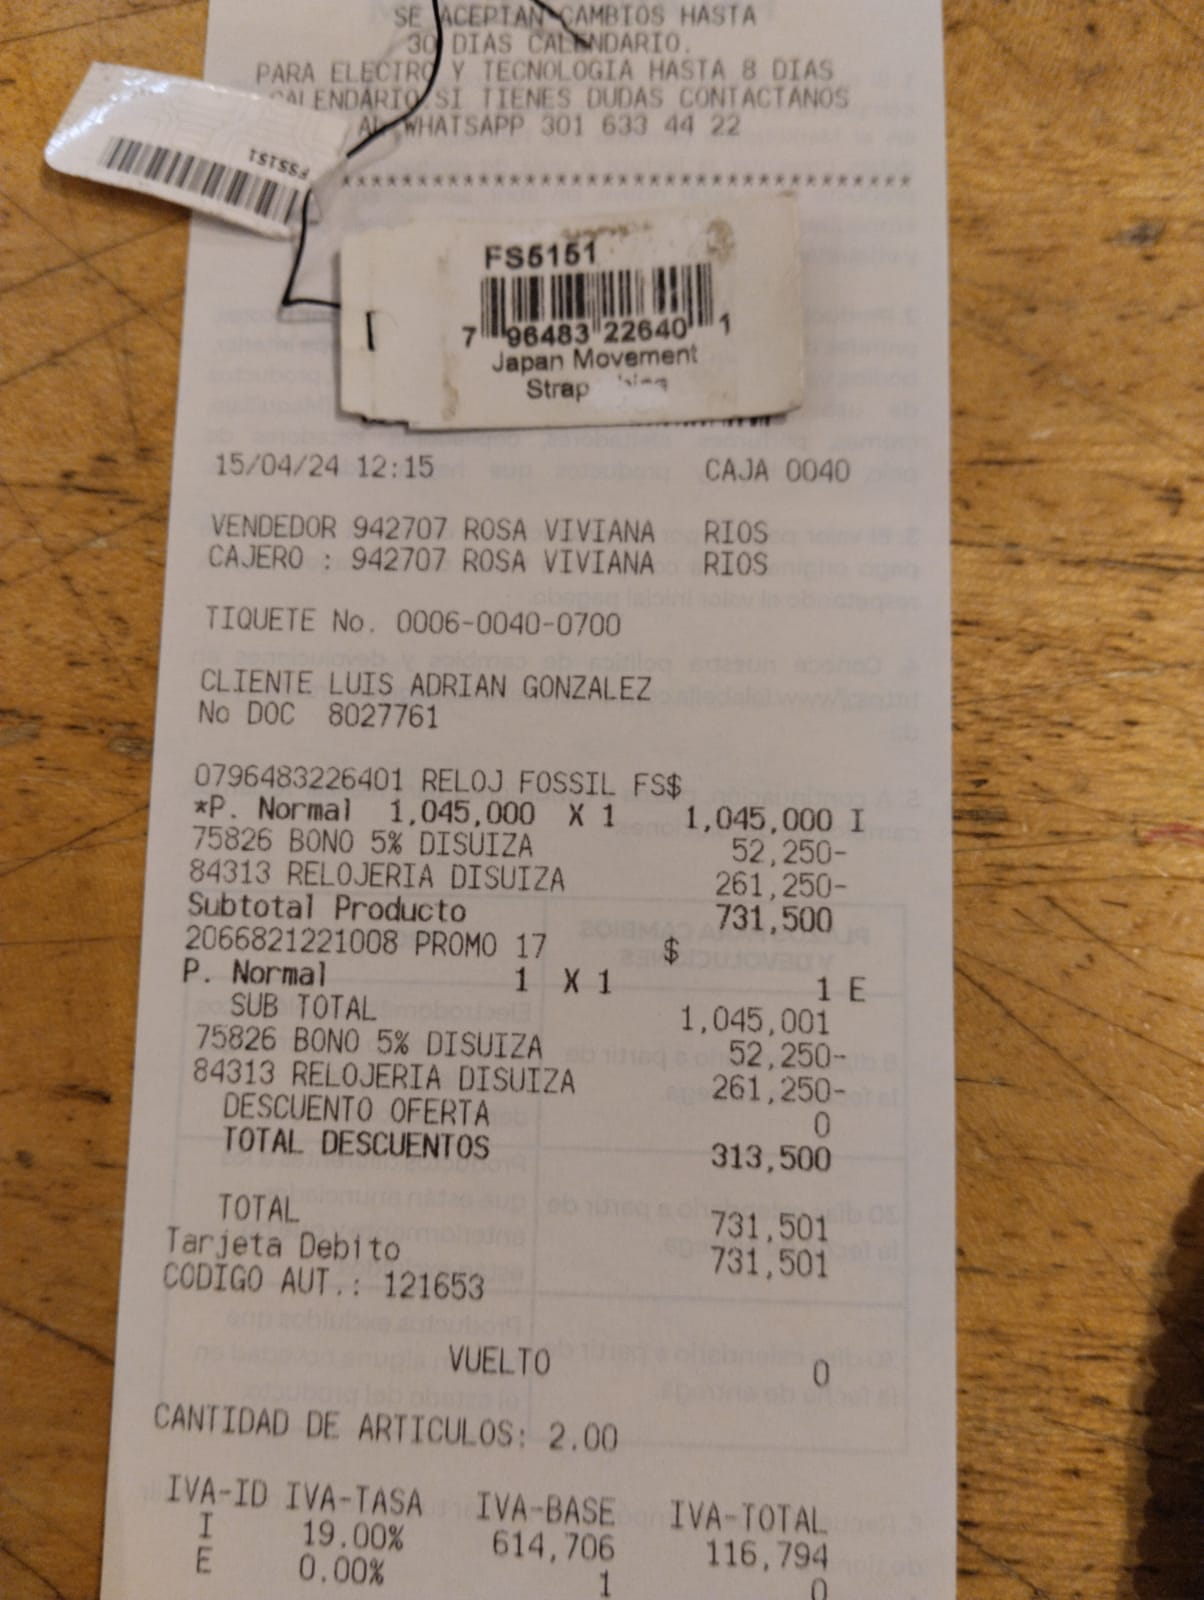 SE ACEPTAN CAMBIOS HASTA
30 DIAS CALENDARIO.
PARA ELECTRO Y TECNOLOGIA HASTA 8 DIAS
CALENDARIO SI TIENES DUDAS CONTACTANOS
AL WHATSAPP 301 633 44 22
FS5151
************************************
FS5151
7 96483 22640 1
Japan Movement
Strap
15/04/24 12:15 CAJA 0040
VENDEDOR 942707 ROSA VIVIANA RIOS
CAJERO : 942707 ROSA VIVIANA RIOS
TIQUETE No. 0006-0040-0700
CLIENTE LUIS ADRIAN GONZALEZ
No DOC 8027761
0796483226401 RELOJ FOSSIL FS$
*P. Normal 1,045,000 X 1 1,045,000 I
75826 BONO 5% DISUIZA 52,250-
84313 RELOJERIA DISUIZA 261,250-
Subtotal Producto 731,500
2066821221008 PROMO 17 $
P. Normal 1 X 1 1 E
SUB TOTAL 1,045,001
75826 BONO 5% DISUIZA 52,250-
84313 RELOJERIA DISUIZA 261,250-
DESCUENTO OFERTA 0
TOTAL DESCUENTOS 313,500
TOTAL 731,501
Tarjeta Debito 731,501
CODIGO AUT.: 121653
VUELTO 0
CANTIDAD DE ARTICULOS: 2.00
IVA-ID IVA-TASA IVA-BASE IVA-TOTAL
I 19.00% 614,706 116,794
E 0.00% 1 0